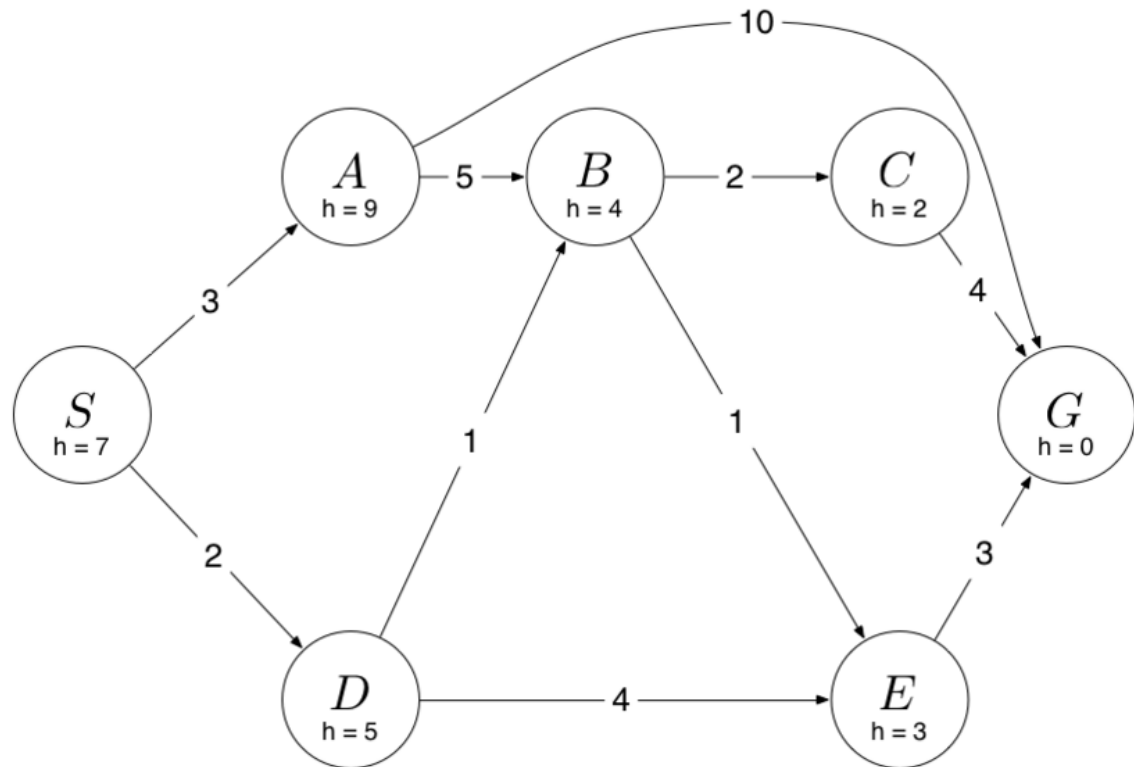 10
A
h = 9
5
B
h = 4
2
C
h = 2
3
4
S
h = 7
1
1
G
h = 0
2
3
D
h = 5
4
E
h = 3